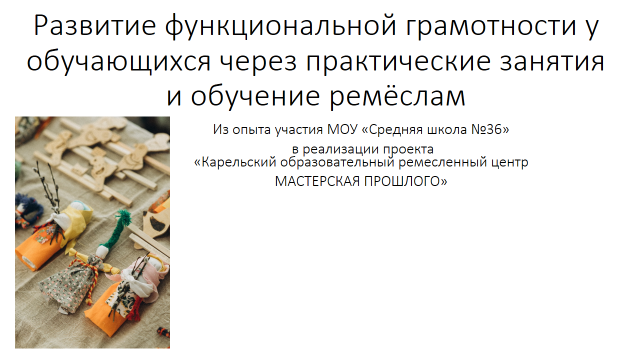 Развитие функциональной грамотности у
обучающихся через практические занятия
и обучение ремёслам
Из опыта участия МОУ «Средняя школа №36»
в реализации проекта
«Карельский образовательный ремесленный центр
МАСТЕРСКАЯ ПРОШЛОГО»